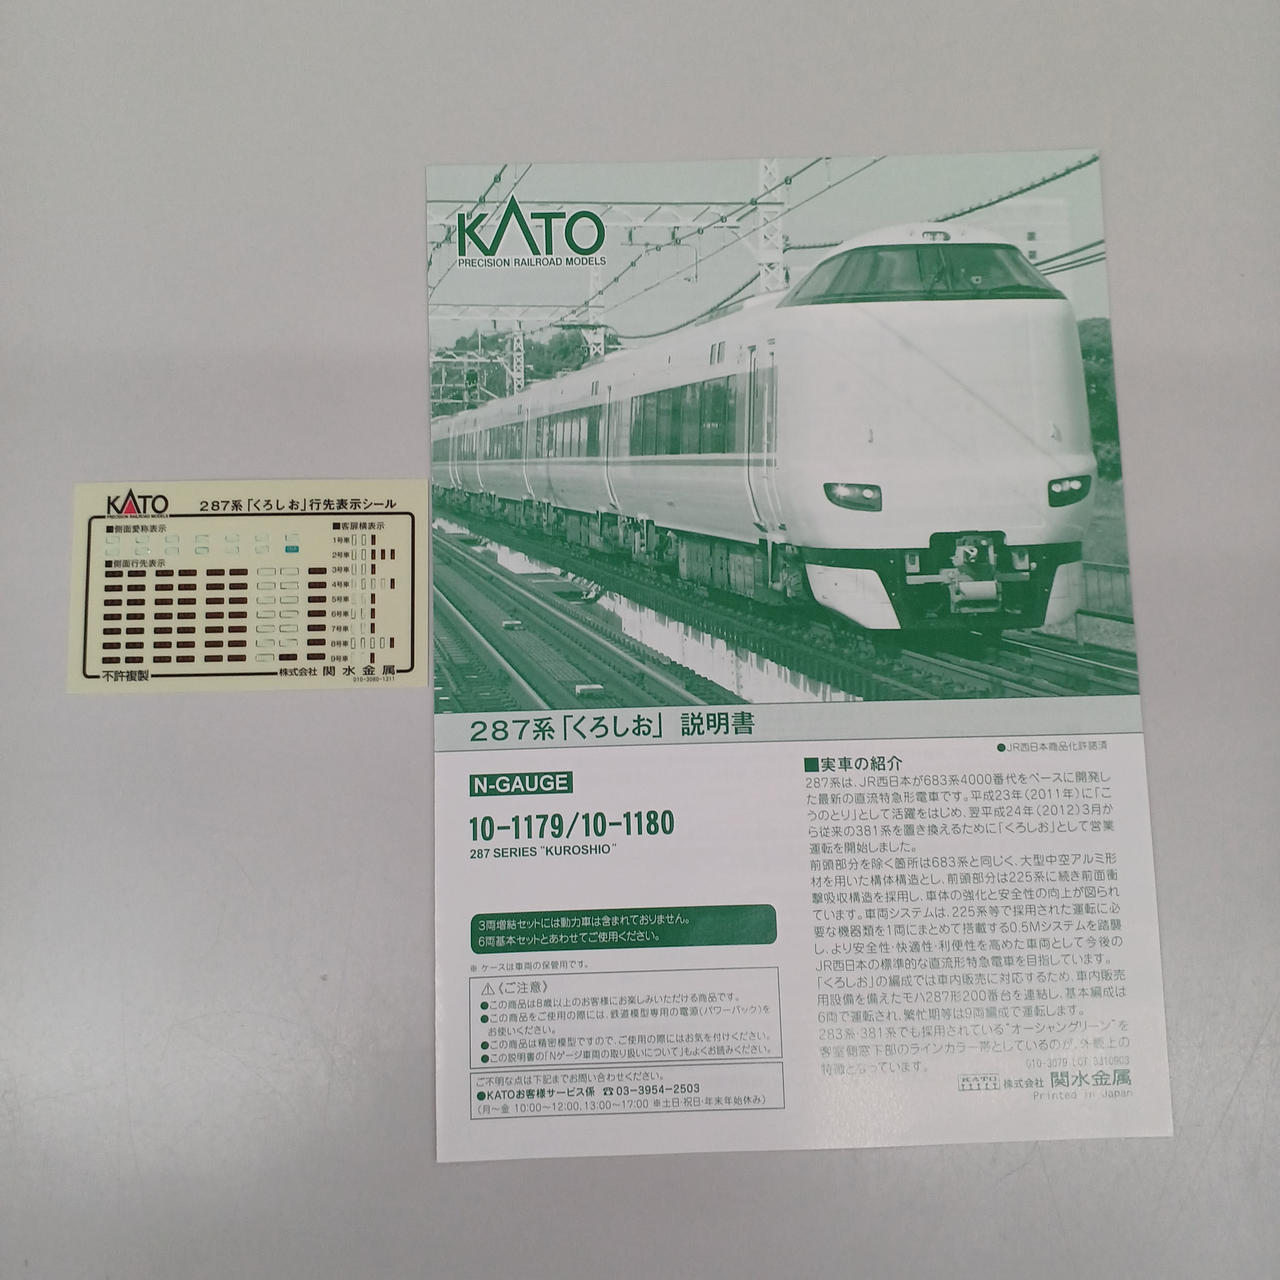 KATO
PRECISION RAILROAD MODELS
287系「くろしお」行先表示シール
■側面愛称表示
■客扉横表示
1号車
2号車
■側面行先表示
3号車
4号車
5号車
6号車
7号車
8号車
9号車
不許複製
株式会社 関水金属
010-3080-1311
KATO
PRECISION RAILROAD MODELS
287系「くろしお」 説明書
●JR西日本商品化許諾済
N-GAUGE
10-1179/10-1180
287 SERIES "KUROSHIO"
3両増結セットには動力車は含まれておりません。
6両基本セットとあわせてご使用ください。
※ ケースは車両の保管用です。
⚠《ご注意》
●この商品は8歳以上のお客様にお楽しみいただける商品です。
●この商品をご使用の際には、鉄道模型専用の電源(パワーパック)を
お使いください。
●この商品は精密模型ですので、ご使用の際にはお気を付けください。
●この説明書の「Nゲージ車両の取り扱いについて」もよくお読みください。
ご不明な点は下記までお問い合わせください。
●KATOお客様サービス係 ☎03-3954-2503
(月〜金 10:00〜12:00、13:00〜17:00 ※土日・祝日・年末年始休み)
■実車の紹介
287系は、JR西日本が683系4000番代をベースに開発し
た最新の直流特急形電車です。平成23年(2011年)に「こ
うのとり」として活躍をはじめ、翌平成24年(2012)3月か
ら従来の381系を置き換えるために「くろしお」として営業
運転を開始しました。
前頭部分を除く箇所は683系と同じく、大型中空アルミ形
材を用いた構体構造とし、前頭部分は225系に続き前面衝
撃吸収構造を採用し、車体の強化と安全性の向上が図られ
ています。車両システムは、225系等で採用された運転に必
要な機器類を1両にまとめて搭載する0.5Mシステムを踏襲
し、より安全性・快適性・利便性を高めた車両として今後の
JR西日本の標準的な直流形特急電車を目指しています。
「くろしお」の編成では車内販売に対応するため、車内販売
用設備を備えたモハ287形200番台を連結し、基本編成は
6両で運転され、繁忙期等は9両編成で運転します。
283系・381系でも採用されている"オーシャングリーン"を
客室側窓下部のラインカラー帯としているのが、外観上の
特徴となっています。
010-3079 LOT 0J10903
KATO 株式会社 関水金属
Printed in Japan